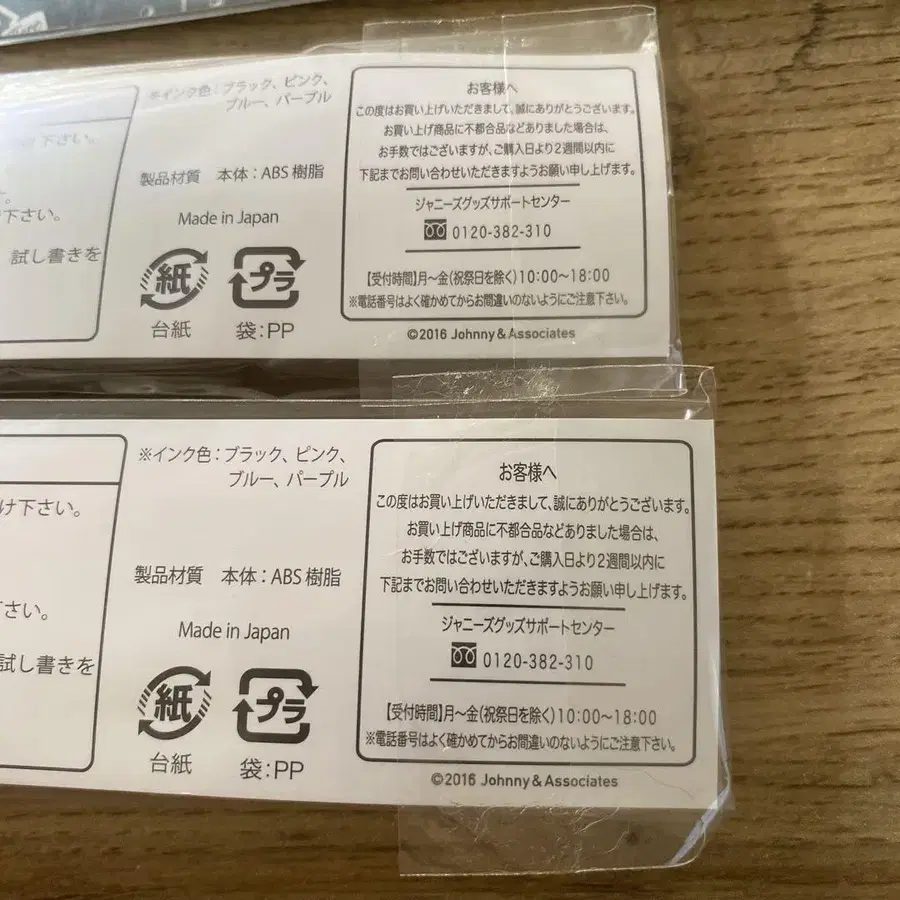 け下さい。
下さい。
試し書きを
※インク色：ブラック、ピンク、
ブルー、パープル
製品材質 本体：ABS 樹脂
Made in Japan
紙
プラ
台紙
袋：PP
お客様へ
この度はお買い上げいただきまして、誠にありがとうございます。
お買い上げ商品に不都合品などありました場合は、
お手数ではございますが、ご購入日より2週間以内に
下記までお問い合わせいただきますようお願い申し上げます。
ジャニーズグッズサポートセンター
0120-382-310
【受付時間】月〜金(祝祭日を除く)10:00〜18:00
※電話番号はよく確かめてからお間違いのないようにご注意下さい。
©2016 Johnny & Associates
け下さい。
さい。
試し書きを
※インク色：ブラック、ピンク、
ブルー、パープル
製品材質 本体：ABS 樹脂
Made in Japan
紙
プラ
台紙
袋：PP
お客様へ
この度はお買い上げいただきまして、誠にありがとうございます。
お買い上げ商品に不都合品などありました場合は、
お手数ではございますが、ご購入日より2週間以内に
下記までお問い合わせいただきますようお願い申し上げます。
ジャニーズグッズサポートセンター
0120-382-310
【受付時間】月〜金(祝祭日を除く)10:00〜18:00
※電話番号はよく確かめてからお間違いのないようにご注意下さい。
©2016 Johnny & Associates